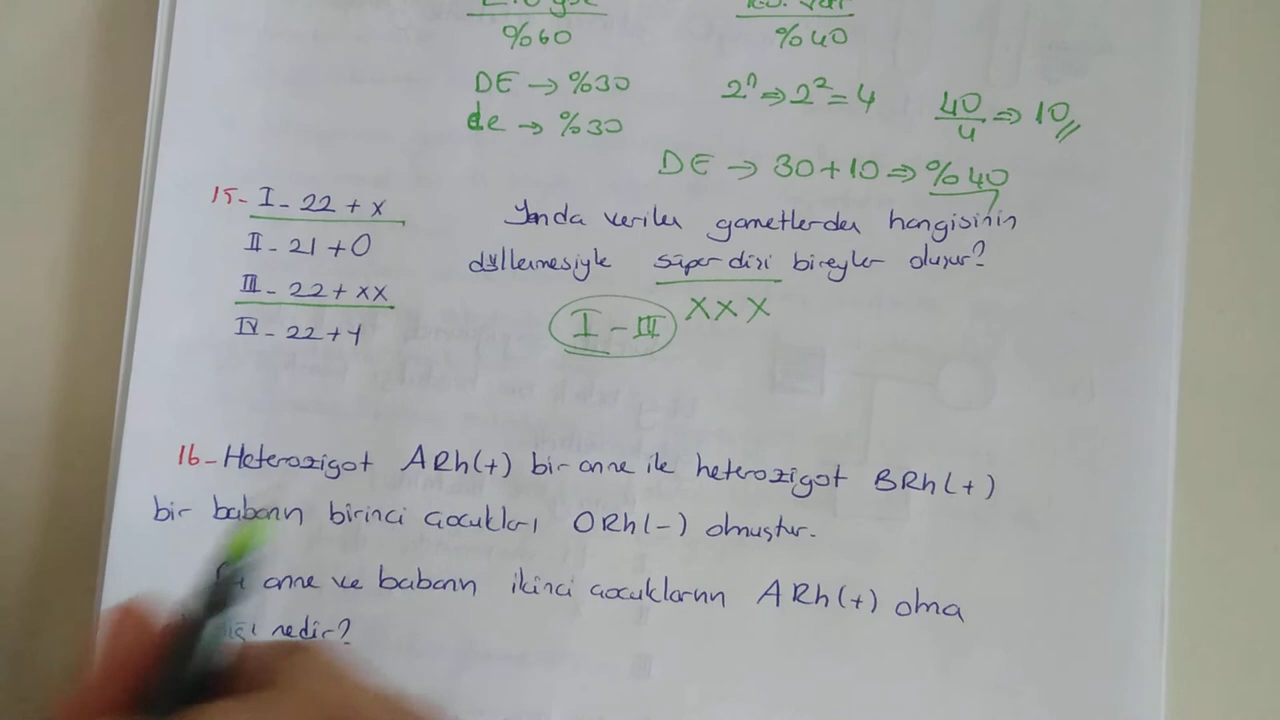 %60
%40
DE → %30
de → %30
2ⁿ ⇒ 2² = 4
40/4 ⇒ 10
DE → 30+10 ⇒ %40
15- I- 22 + X
II- 21 + 0
III- 22 + XX
IV- 22 + Y
Yanda verilen gametlerden hangisinin
döllenmesiyle süper dişi bireyler oluşur?
XXX
I - III
16- Heterozigot ARh(+) bir anne ile heterozigot BRh(+)
bir babanın birinci çocukları ORh(-) olmuştur.
anne ve babanın ikinci çocuklarının ARh(+) olma
nedir?